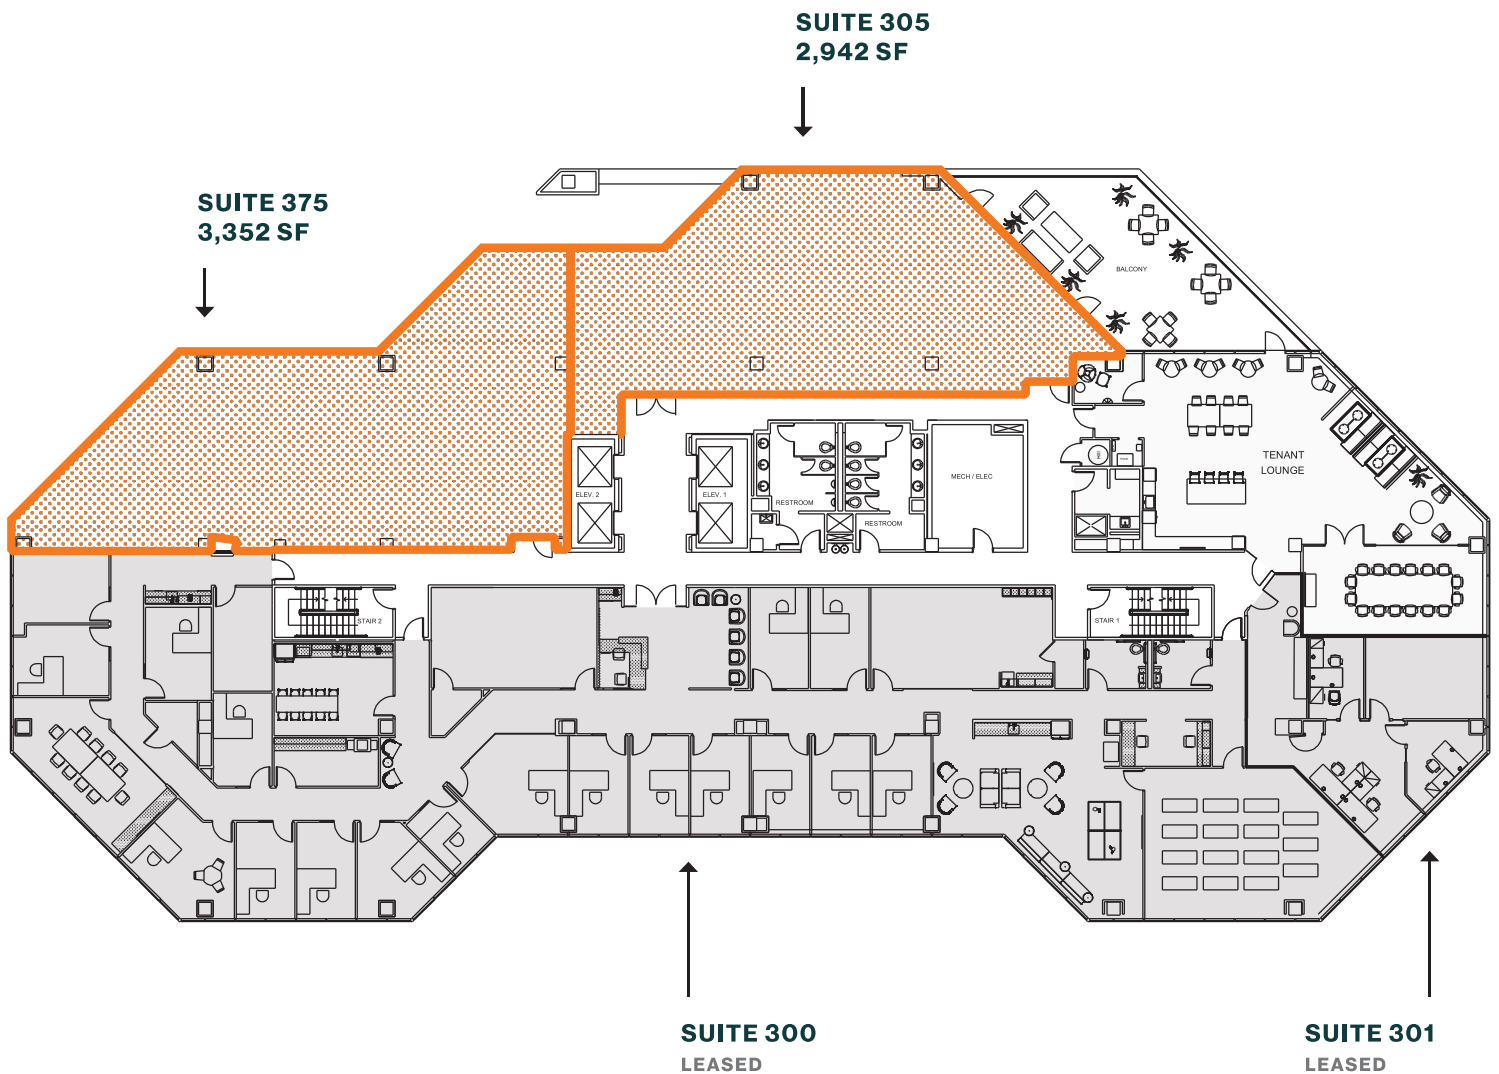 SUITE 305
2,942 SF
SUITE 375
3,352 SF
BALCONY
TENANT
LOUNGE
ELEV. 2
ELEV. 1
RESTROOM
RESTROOM
MECH / ELEC
STAIR 2
STAIR 1
SUITE 300
LEASED
SUITE 301
LEASED